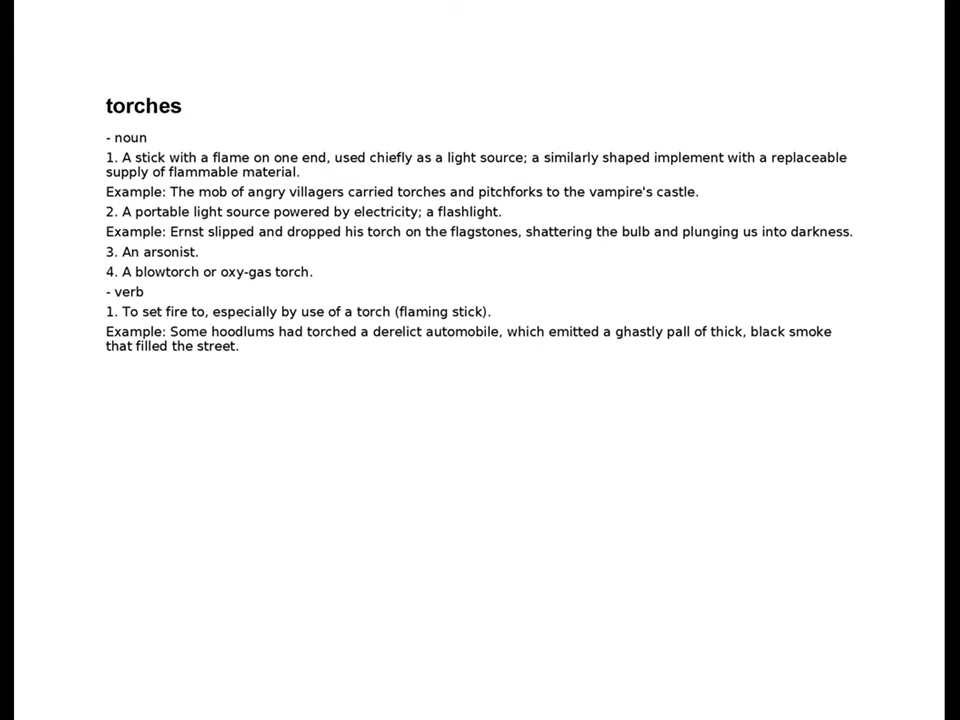 torches
- noun
1. A stick with a flame on one end, used chiefly as a light source; a similarly shaped implement with a replaceable
supply of flammable material.
Example: The mob of angry villagers carried torches and pitchforks to the vampire's castle.
2. A portable light source powered by electricity; a flashlight.
Example: Ernst slipped and dropped his torch on the flagstones, shattering the bulb and plunging us into darkness.
3. An arsonist.
4. A blowtorch or oxy-gas torch.
- verb
1. To set fire to, especially by use of a torch (flaming stick).
Example: Some hoodlums had torched a derelict automobile, which emitted a ghastly pall of thick, black smoke
that filled the street.